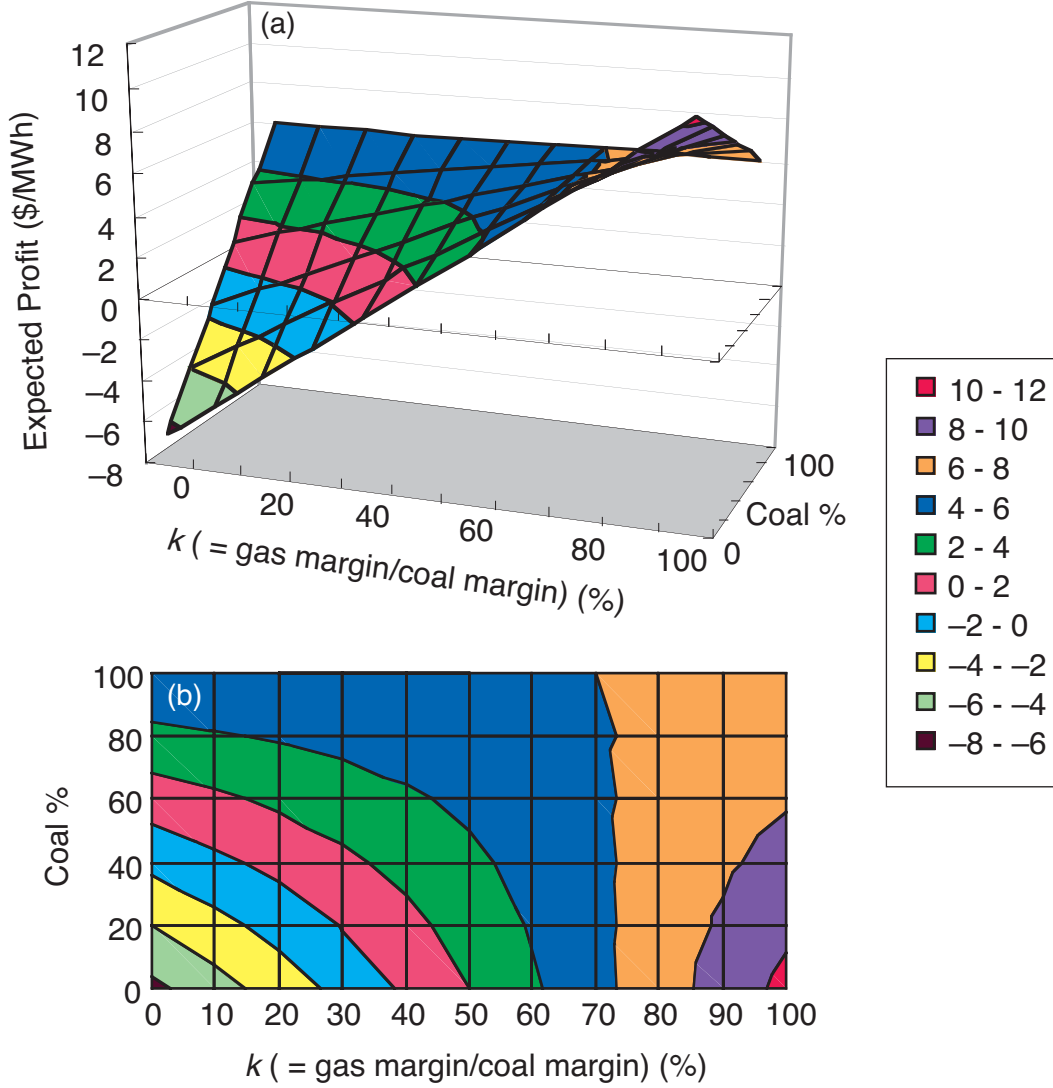 (a)
12
10
8
6
4
2
0
–2
–4
–6
–8
Expected Profit ($/MWh)
0
20
40
60
80
100
k ( = gas margin/coal margin) (%)
0
100
Coal %
10 - 12
8 - 10
6 - 8
4 - 6
2 - 4
0 - 2
–2 - 0
–4 - –2
–6 - –4
–8 - –6
(b)
100
80
60
40
20
0
Coal %
0 10 20 30 40 50 60 70 80 90 100
k ( = gas margin/coal margin) (%)